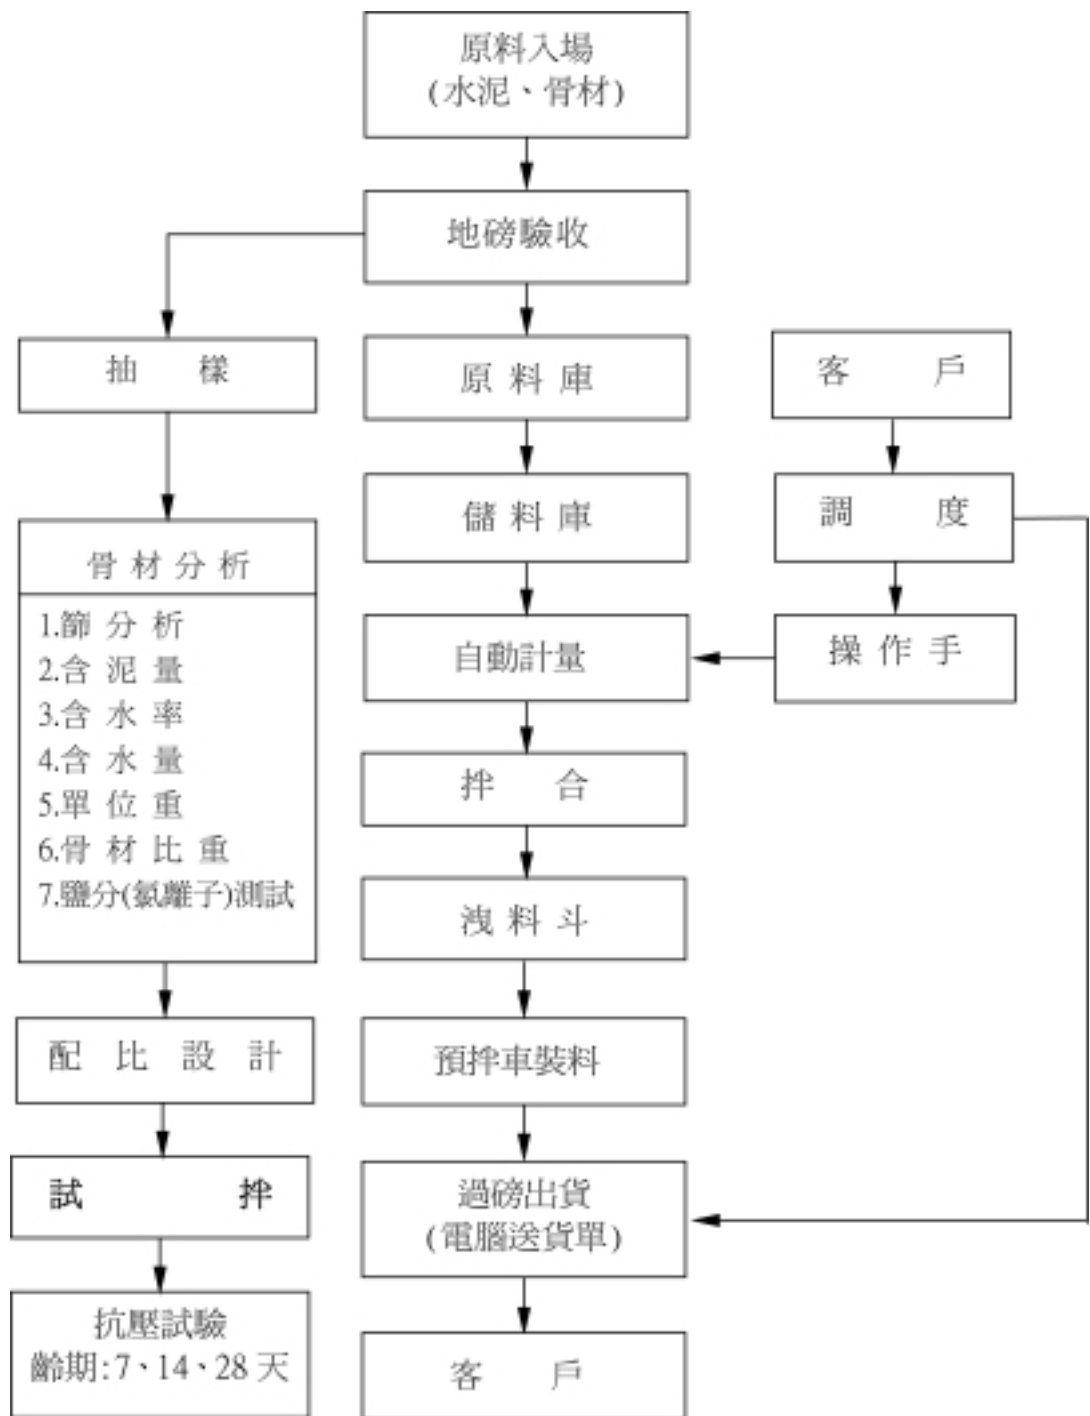 原料入場
(水泥、骨材)
地磅驗收
抽樣
原料庫
客戶
儲料庫
調度
骨材分析
1.篩分析
2.含泥量
3.含水率
4.含水量
5.單位重
6.骨材比重
7.鹽分(氯離子)測試
自動計量
操作手
拌合
洩料斗
配比設計
預拌車裝料
試拌
過磅出貨
(電腦送貨單)
抗壓試驗
齡期:7、14、28天
客戶